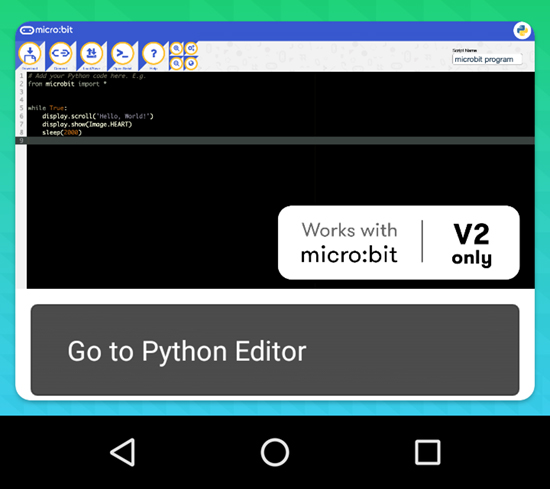 micro:bit
Download Connect Load/Save Open Serial Help
Script Name
microbit program
1 # Add your Python code here. E.g.
2 from microbit import *
3
4
5 while True:
6 display.scroll('Hello, World!')
7 display.show(Image.HEART)
8 sleep(2000)
9
Works with
micro:bit
V2
only
Go to Python Editor